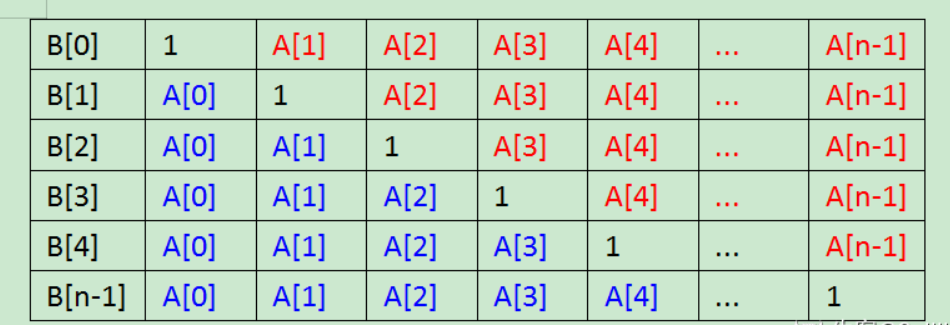 B[0] 1 A[1] A[2] A[3] A[4] ... A[n-1]
B[1] A[0] 1 A[2] A[3] A[4] ... A[n-1]
B[2] A[0] A[1] 1 A[3] A[4] ... A[n-1]
B[3] A[0] A[1] A[2] 1 A[4] ... A[n-1]
B[4] A[0] A[1] A[2] A[3] 1 ... A[n-1]
B[n-1] A[0] A[1] A[2] A[3] A[4] ... 1